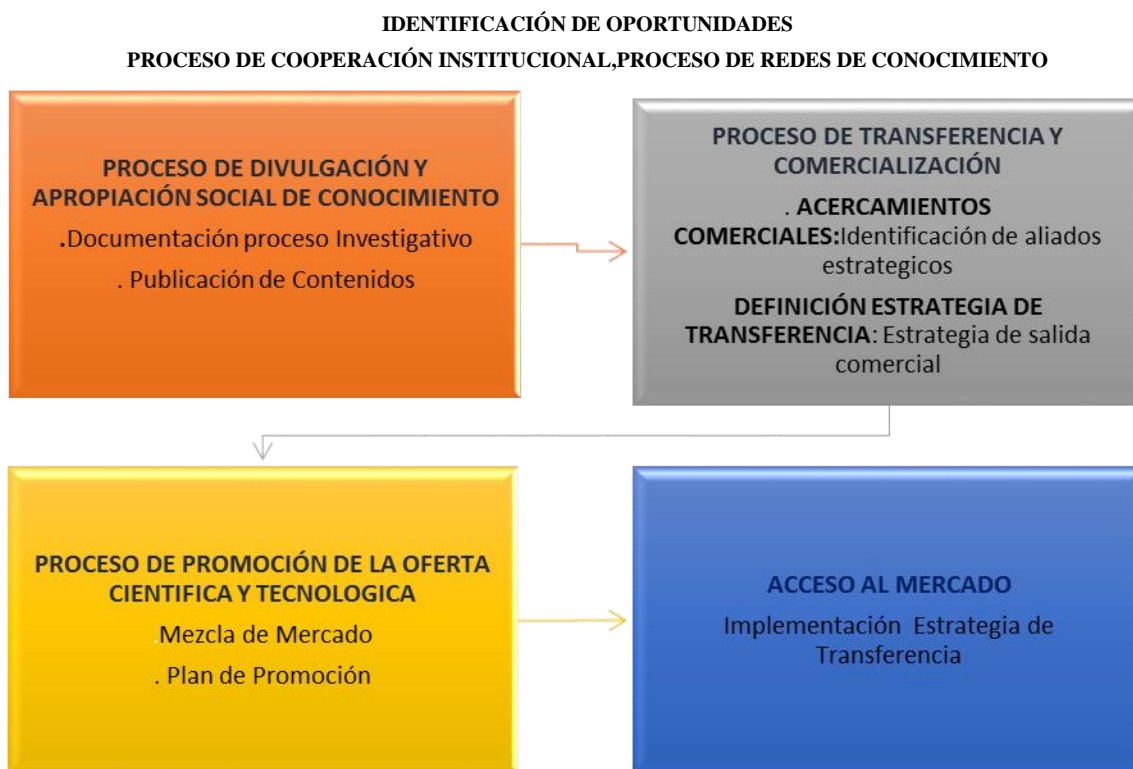 IDENTIFICACIÓN DE OPORTUNIDADES
PROCESO DE COOPERACIÓN INSTITUCIONAL,PROCESO DE REDES DE CONOCIMIENTO
PROCESO DE DIVULGACIÓN Y
APROPIACIÓN SOCIAL DE CONOCIMIENTO
.Documentación proceso Investigativo
. Publicación de Contenidos
PROCESO DE TRANSFERENCIA Y
COMERCIALIZACIÓN
. ACERCAMIENTOS
COMERCIALES:Identificación de aliados
estrategicos
DEFINICIÓN ESTRATEGIA DE
TRANSFERENCIA: Estrategia de salida
comercial
PROCESO DE PROMOCIÓN DE LA OFERTA
CIENTIFICA Y TECNOLOGICA
.Mezcla de Mercado
. Plan de Promoción
ACCESO AL MERCADO
Implementación Estrategia de
Transferencia